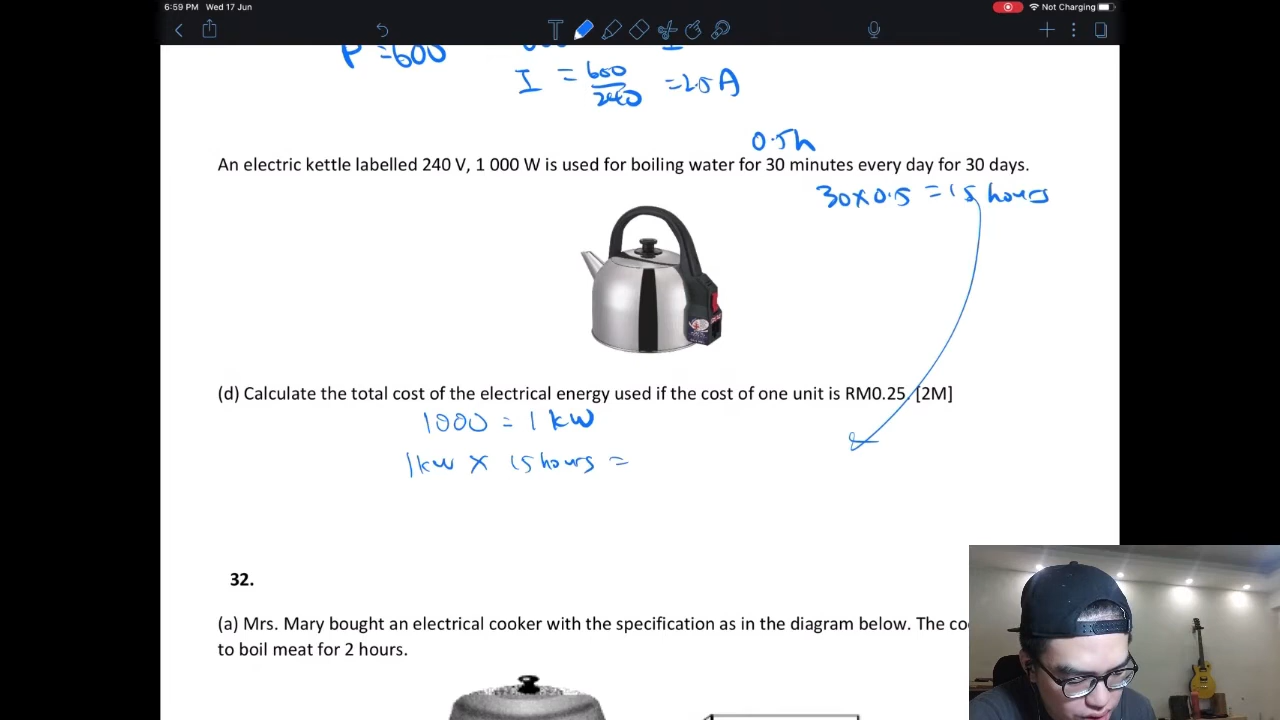 6:59 PM Wed 17 Jun
Not Charging
P = 600
I = 600/240 = 2.5 A
0.5h
An electric kettle labelled 240 V, 1 000 W is used for boiling water for 30 minutes every day for 30 days.
30 x 0.5 = 15 hours
(d) Calculate the total cost of the electrical energy used if the cost of one unit is RM0.25. [2M]
1000 = 1 kW
1kW x 15 hours =
32.
(a) Mrs. Mary bought an electrical cooker with the specification as in the diagram below. The co
to boil meat for 2 hours.